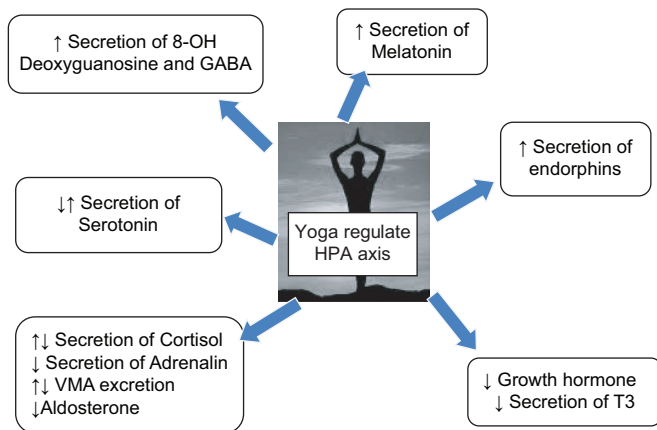 ↑ Secretion of 8-OH
Deoxyguanosine and GABA
↑ Secretion of
Melatonin
↑ Secretion of
endorphins
↓↑ Secretion of
Serotonin
Yoga regulate
HPA axis
↑↓ Secretion of Cortisol
↓ Secretion of Adrenalin
↑↓ VMA excretion
↓Aldosterone
↓ Growth hormone
↓ Secretion of T3